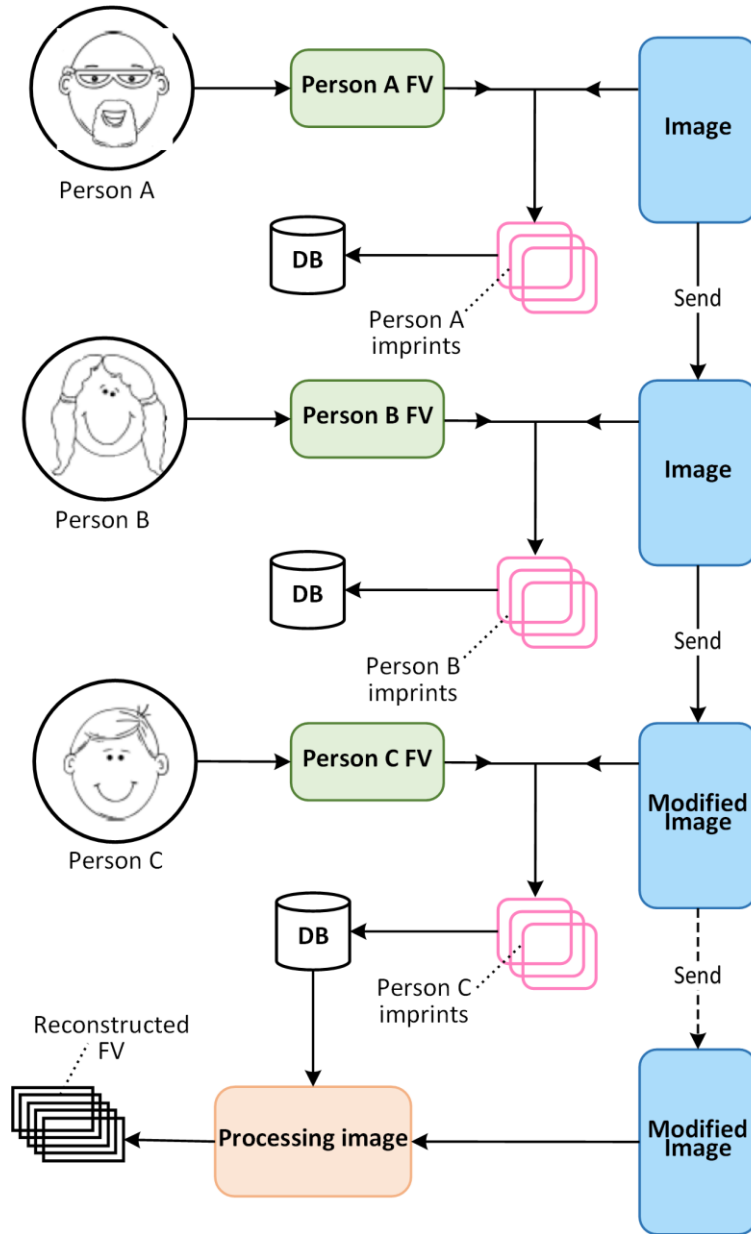 Person A FV
Image
Person A
DB
Person A
imprints
Send
Person B FV
Image
Person B
DB
Person B
imprints
Send
Person C FV
Modified
Image
Person C
DB
Person C
imprints
Send
Reconstructed
FV
Processing image
Modified
Image